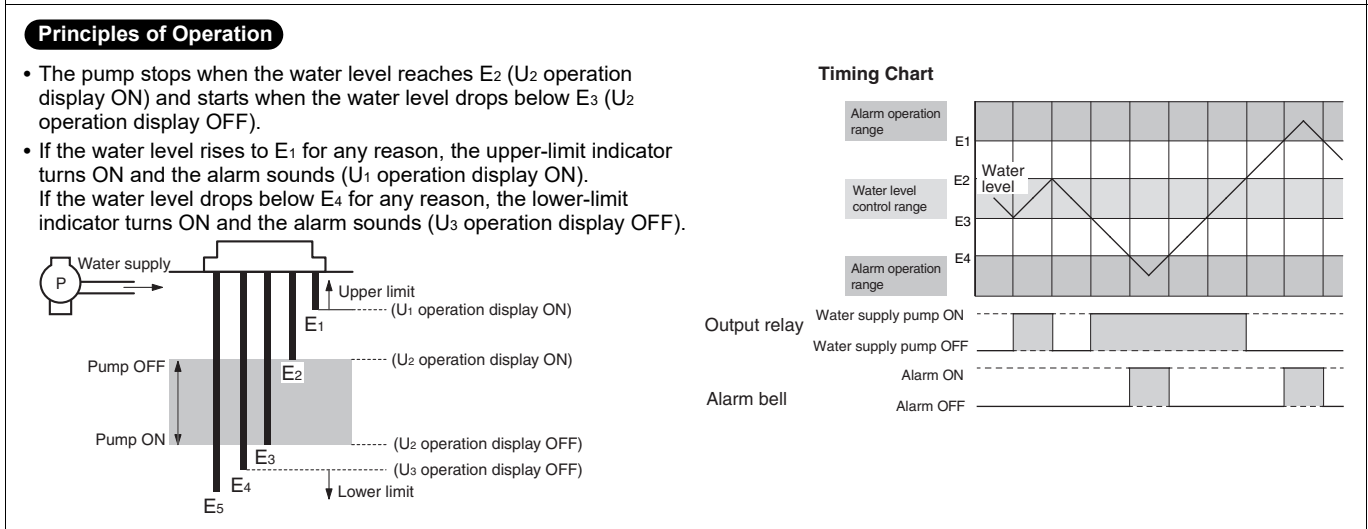 Principles of Operation
• The pump stops when the water level reaches E2 (U2 operation
display ON) and starts when the water level drops below E3 (U2
operation display OFF).
• If the water level rises to E1 for any reason, the upper-limit indicator
turns ON and the alarm sounds (U1 operation display ON).
If the water level drops below E4 for any reason, the lower-limit
indicator turns ON and the alarm sounds (U3 operation display OFF).
P
Water supply
Upper limit
(U1 operation display ON)
E1
Pump OFF
(U2 operation display ON)
E2
Pump ON
(U2 operation display OFF)
E3
(U3 operation display OFF)
E4
Lower limit
E5
Timing Chart
Alarm operation
range
E1
E2
Water
level
Water level
control range
E3
E4
Alarm operation
range
Output relay
Water supply pump ON
Water supply pump OFF
Alarm bell
Alarm ON
Alarm OFF